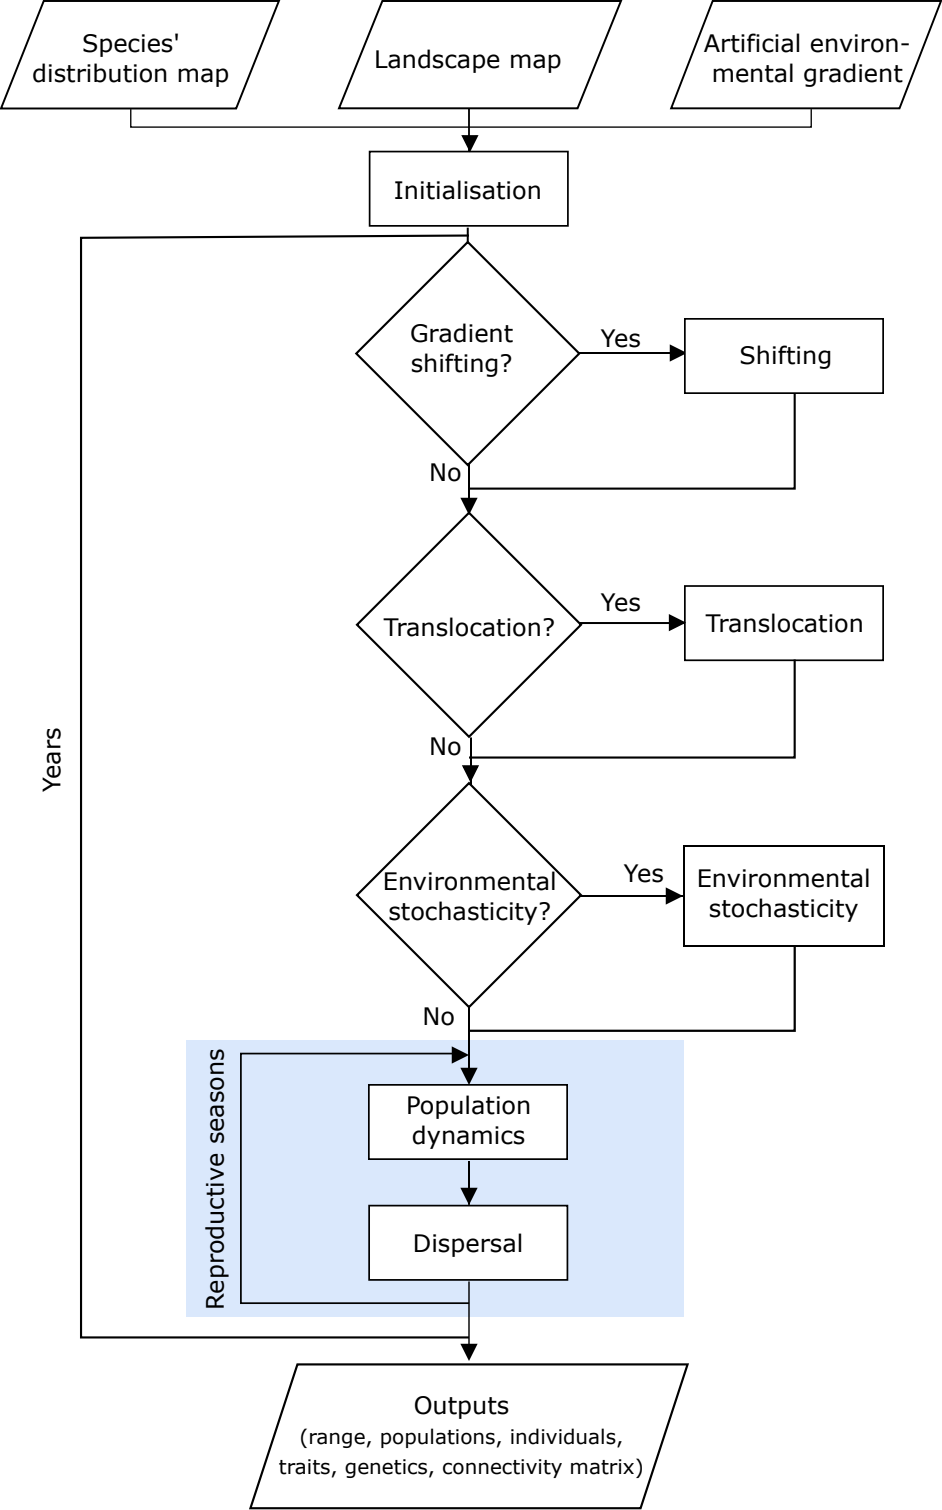 Species'
distribution map
Landscape map
Artificial environ-
mental gradient
Initialisation
Gradient
shifting?
Yes
Shifting
No
Translocation?
Yes
Translocation
No
Years
Environmental
stochasticity?
Yes
Environmental
stochasticity
No
Reproductive seasons
Population
dynamics
Dispersal
Outputs
(range, populations, individuals,
traits, genetics, connectivity matrix)